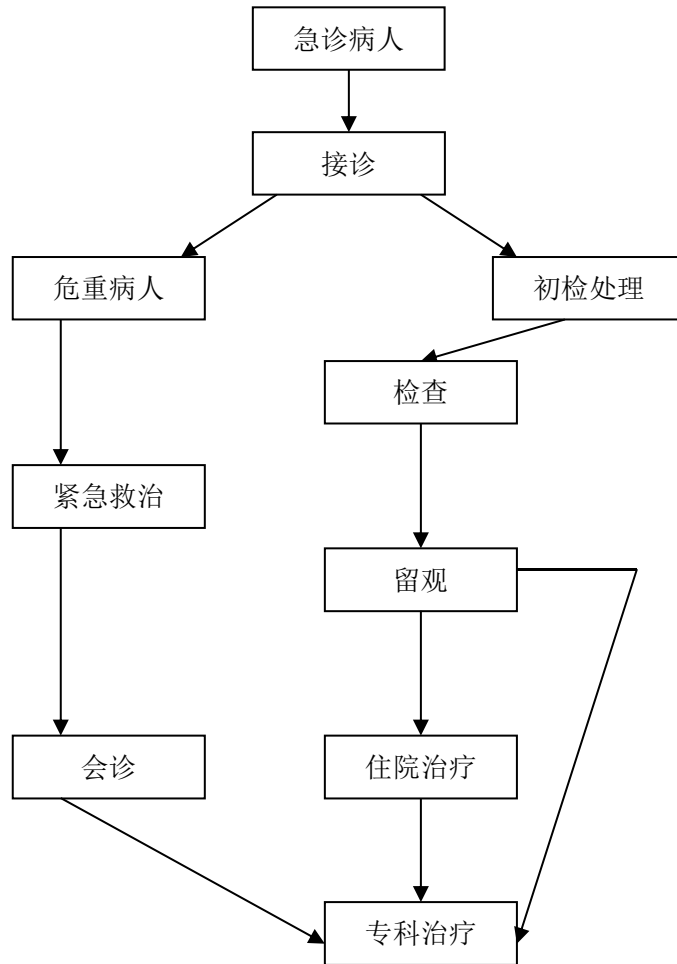 急诊病人
接诊
危重病人
初检处理
检查
紧急救治
留观
会诊
住院治疗
专科治疗